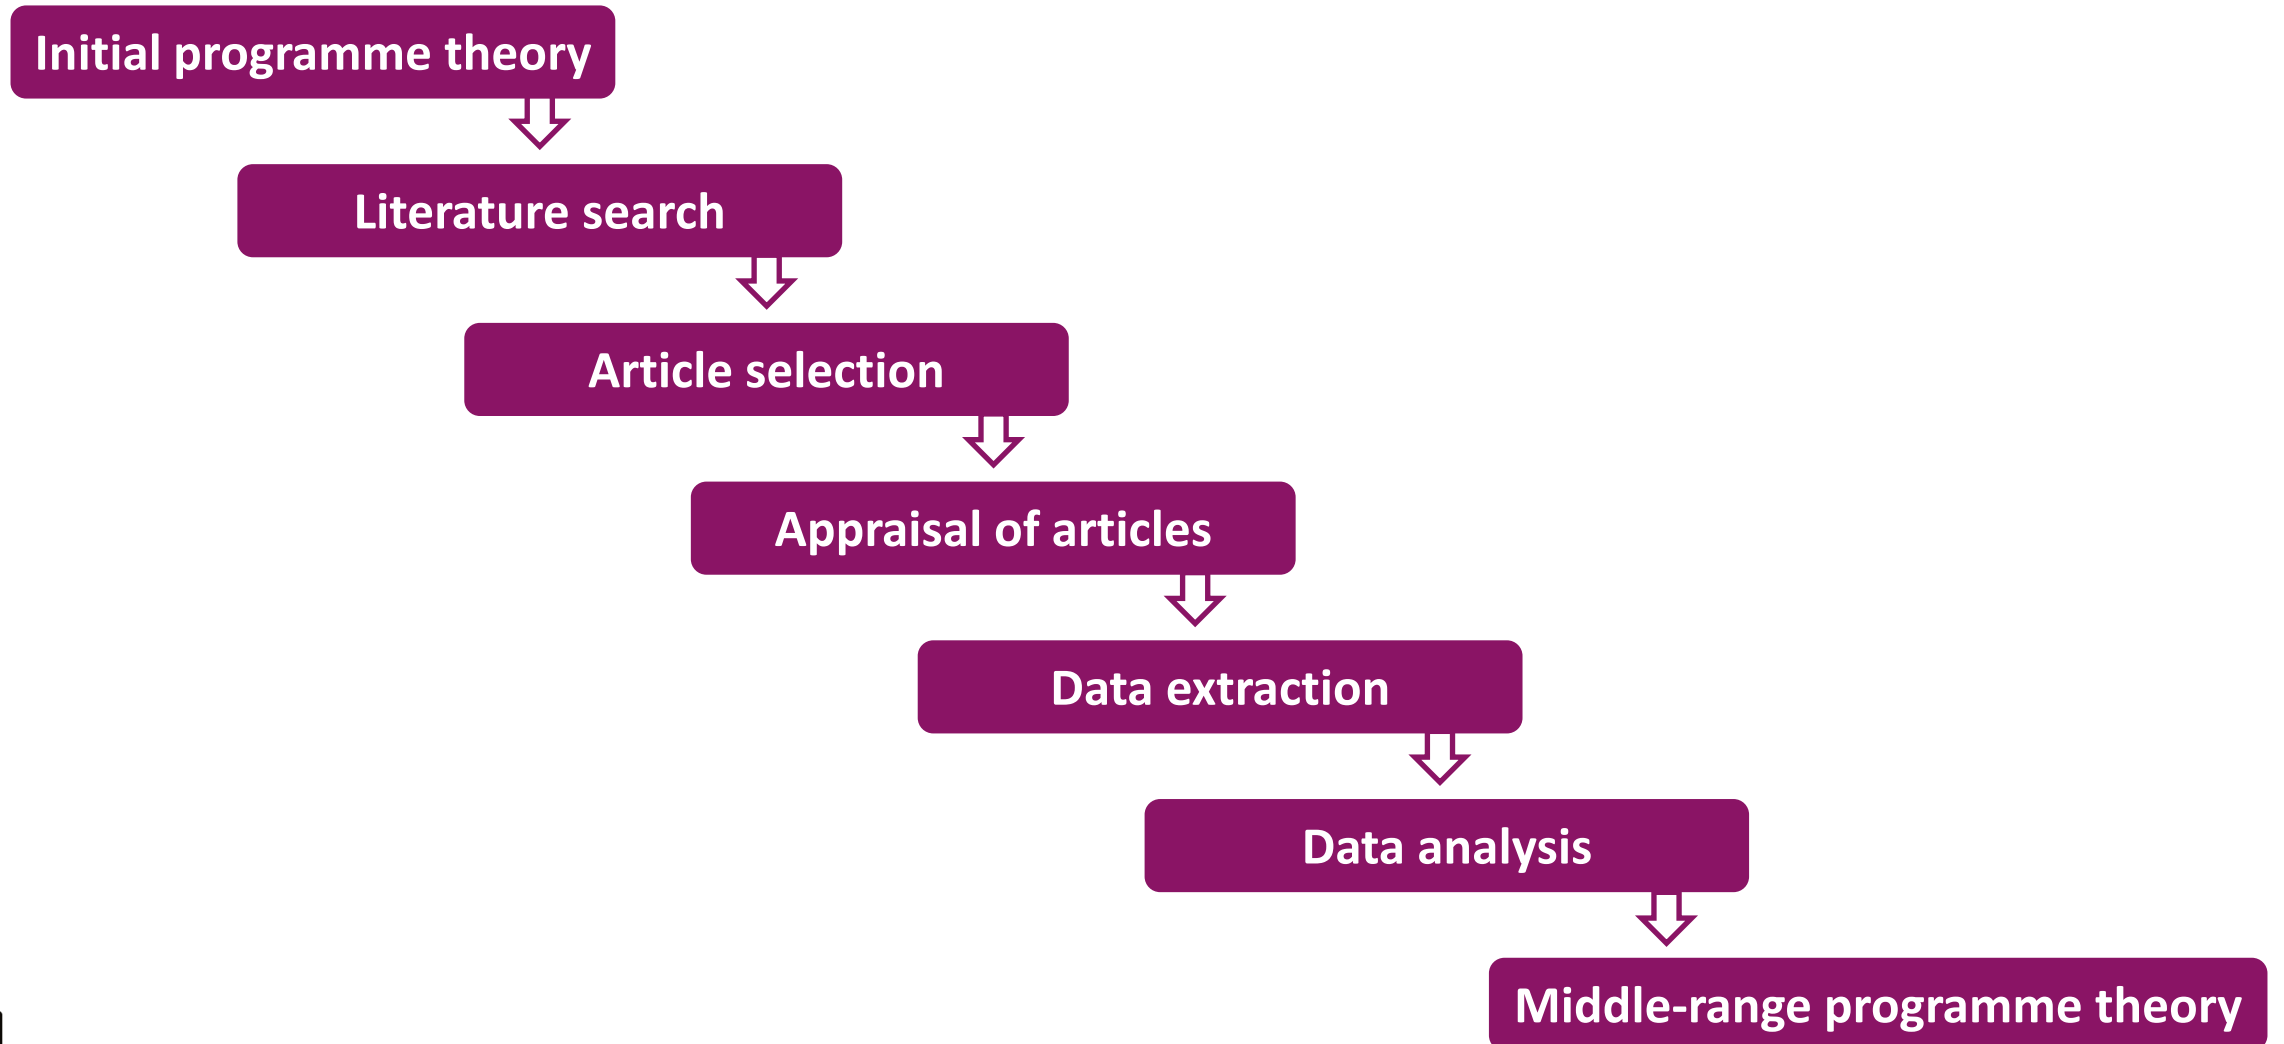 Initial programme theory
Literature search
Article selection
Appraisal of articles
Data extraction
Data analysis
Middle-range programme theory